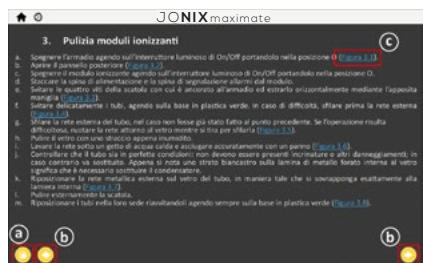 JONIX maximate
3. Pulizia moduli ionizzanti
c
a. Spegnere l'armadio agendo sull'interruttore luminoso di On/Off portandolo nella posizione O (Figura 3.1).
b. Aprire il pannello posteriore (Figura 3.2).
c. Spegnere il modulo ionizzante agendo sull'interruttore luminoso di On/Off portandolo nella posizione O.
d. Staccare la spina di alimentazione e la spina di segnalazione allarmi dal modulo.
e. Svitare le quattro viti della scatola con cui è ancorato all'armadio ed estrarlo orizzontalmente mediante l'apposita
maniglia (Figura 3.3).
f. Svitare delicatamente i tubi, agendo sulla base in plastica verde. In caso di difficoltà, sfilare prima la rete esterna
(Figura 3.4).
g. Sfilare la rete esterna del tubo, nel caso non fosse già stato fatto al punto precedente. Se l'operazione risulta
difficoltosa, ruotare la rete attorno al vetro mentre si tira per sfilarla (Figura 3.5).
h. Pulire il vetro con uno straccio appena inumidito.
i. Lavare la rete sotto un getto di acqua calda e asciugare accuratamente con un panno (Figura 3.6).
j. Controllare che il tubo sia in perfette condizioni: non devono essere presenti incrinature o altri danneggiamenti; in
caso contrario va sostituito. Appena si nota uno strato biancastro sulla lamina di metallo forato interna al vetro
significa che è necessario sostituire il condensatore.
k. Riposizionare la rete metallica esterna sul vetro del tubo, in maniera tale che si sovrapponga esattamente alla
lamiera interna (Figura 3.7).
l. Pulire esternamente la scatola.
m. Riposizionare i tubi nella loro sede riavvitandoli agendo sempre sulla base in plastica verde (Figura 3.8).
a b b